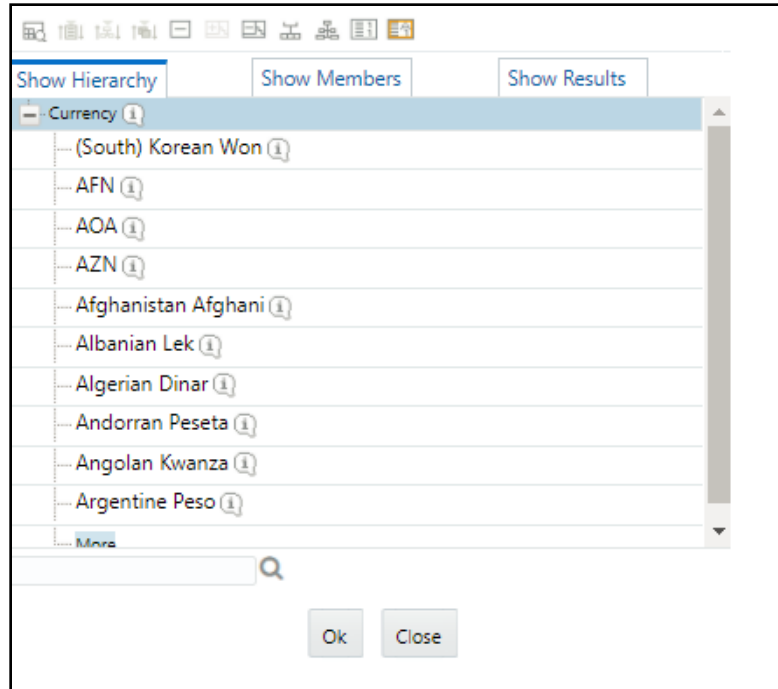 Show Hierarchy Show Members Show Results
Currency
(South) Korean Won
AFN
AOA
AZN
Afghanistan Afghani
Albanian Lek
Algerian Dinar
Andorran Peseta
Angolan Kwanza
Argentine Peso
More
Ok Close